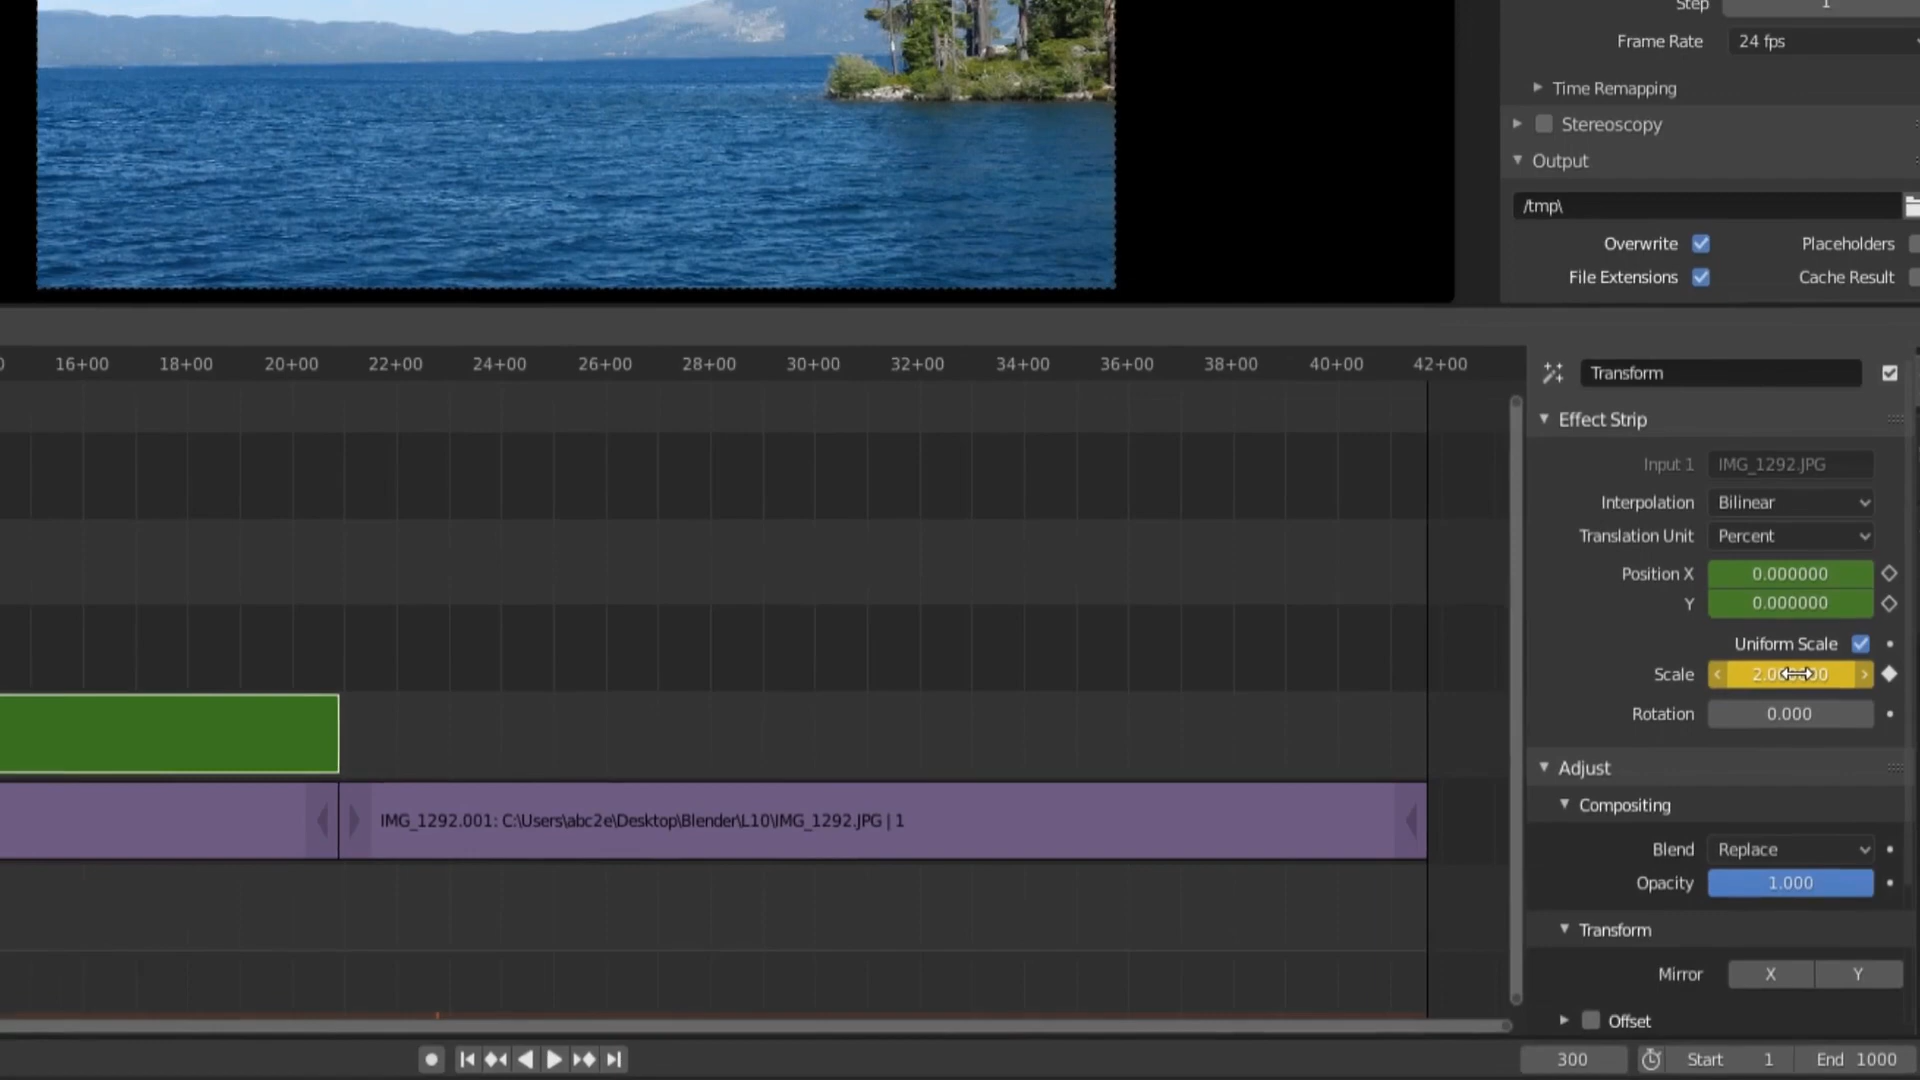 Step 1
Frame Rate 24 fps
Time Remapping
Stereoscopy
Output
/tmp\
Overwrite Placeholders
File Extensions Cache Result
16+00 18+00 20+00 22+00 24+00 26+00 28+00 30+00 32+00 34+00 36+00 38+00 40+00 42+00
Transform
Effect Strip
Input 1 IMG_1292.JPG
Interpolation Bilinear
Translation Unit Percent
Position X 0.000000
Y 0.000000
Uniform Scale
Scale
Rotation 0.000
Adjust
Compositing
IMG_1292.001: C:\Users\abc2e\Desktop\Blender\L10\IMG_1292.JPG | 1
Blend Replace
Opacity 1.000
Transform
Mirror X Y
Offset
300 Start 1 End 1000